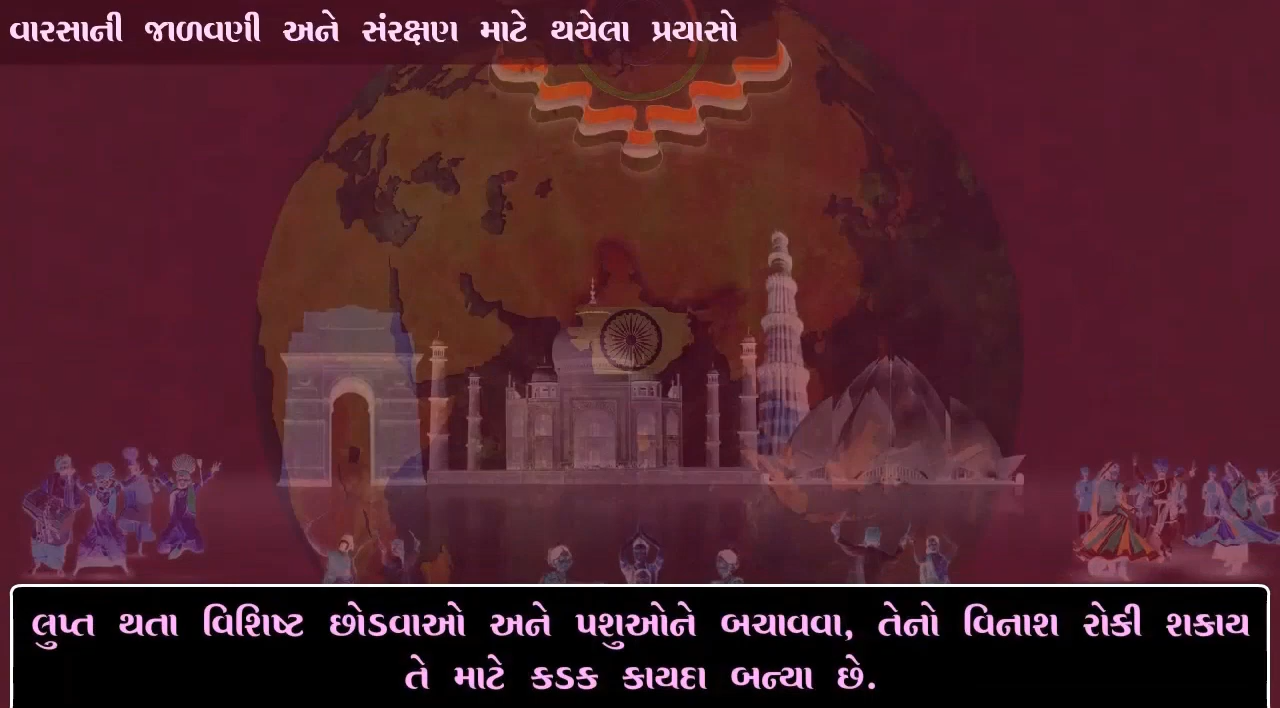 વારસાની જાળવણી અને સંરક્ષણ માટે થયેલા પ્રયાસો
લુપ્ત થતા વિશિષ્ટ છોડવાઓ અને પશુઓને બચાવવા, તેનો વિનાશ રોકી શકાય
તે માટે કડક કાયદા બન્યા છે.